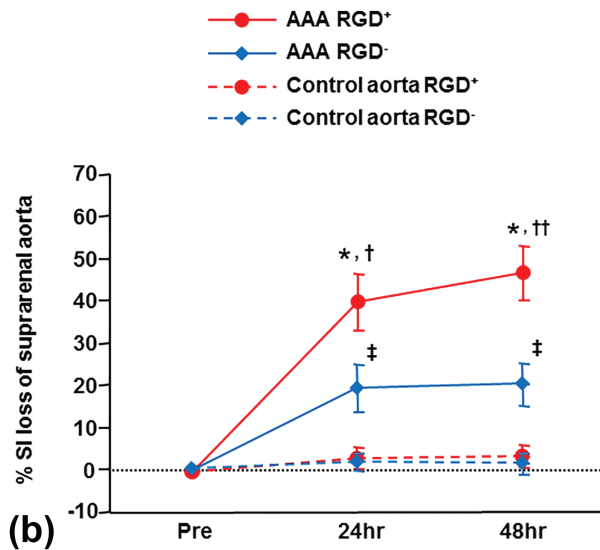 AAA RGD⁺
AAA RGD⁻
Control aorta RGD⁺
Control aorta RGD⁻
% SI loss of suprarenal aorta
70
60
50
40
30
20
10
0
-10
*, †
*, ††
‡
‡
Pre 24hr 48hr
(b)